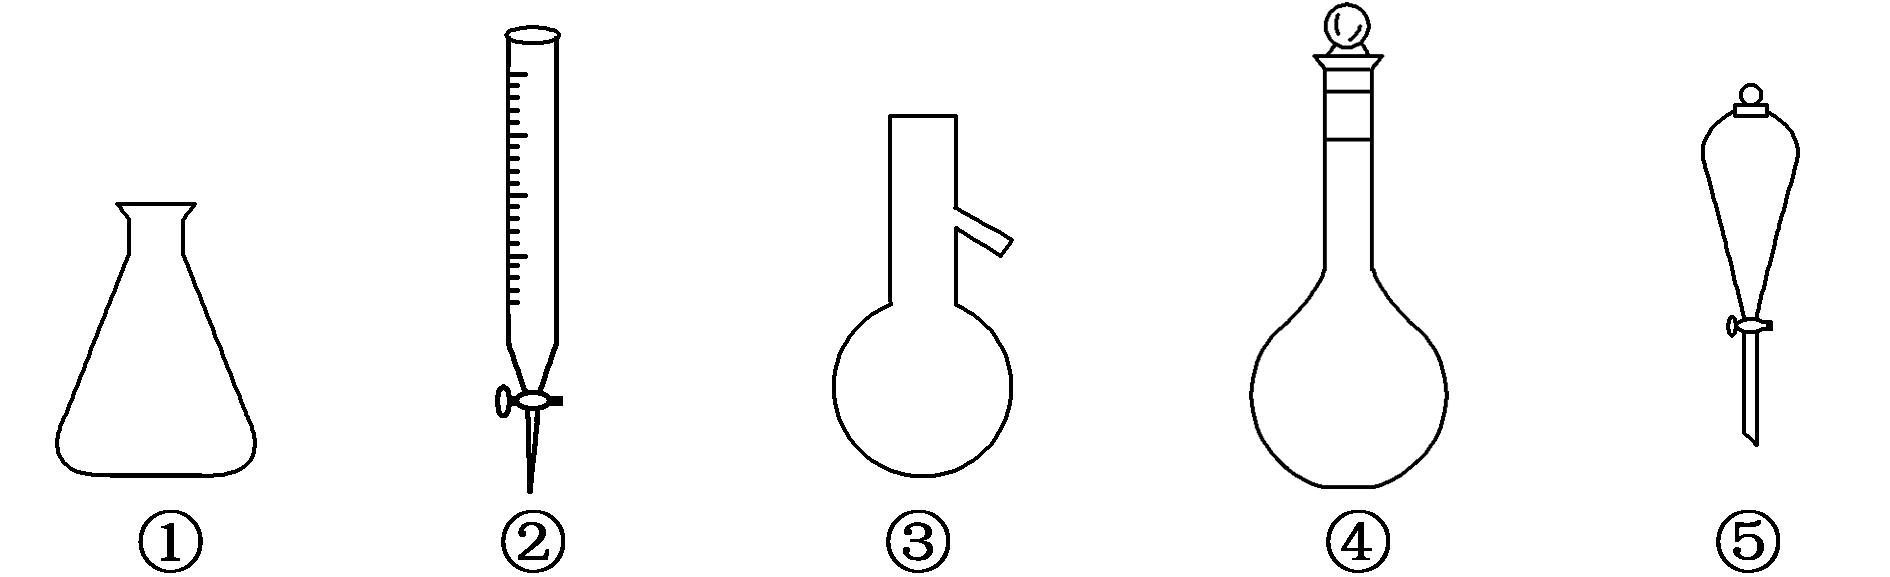 ① ② ③ ④ ⑤